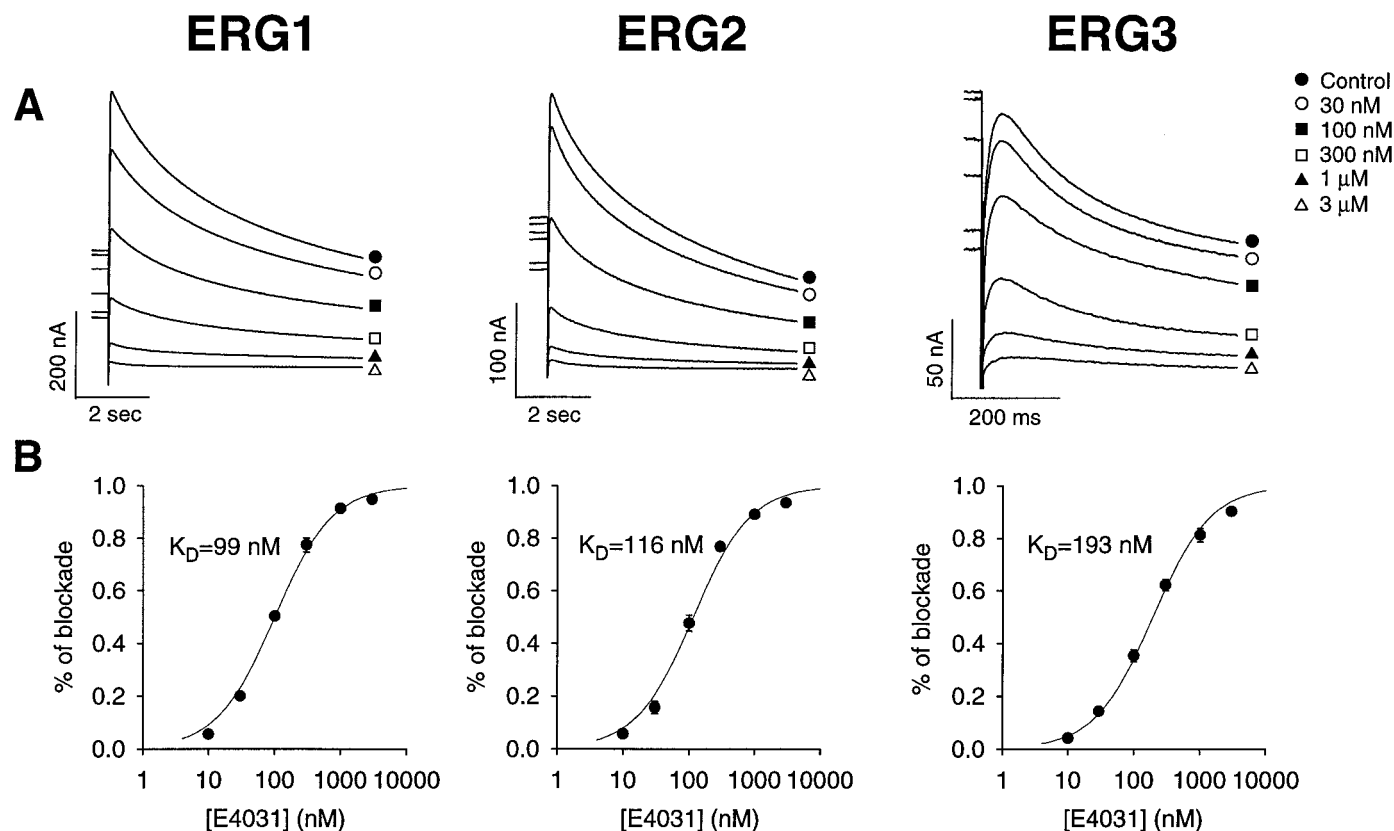 ERG1 ERG2 ERG3
A
● Control
○ 30 nM
■ 100 nM
□ 300 nM
▲ 1 μM
△ 3 μM
200 nA
2 sec
100 nA
2 sec
50 nA
200 ms
B
% of blockade
1.0
0.8
0.6
0.4
0.2
0.0
KD=99 nM
1 10 100 1000 10000
[E4031] (nM)
% of blockade
1.0
0.8
0.6
0.4
0.2
0.0
KD=116 nM
1 10 100 1000 10000
[E4031] (nM)
% of blockade
1.0
0.8
0.6
0.4
0.2
0.0
KD=193 nM
1 10 100 1000 10000
[E4031] (nM)